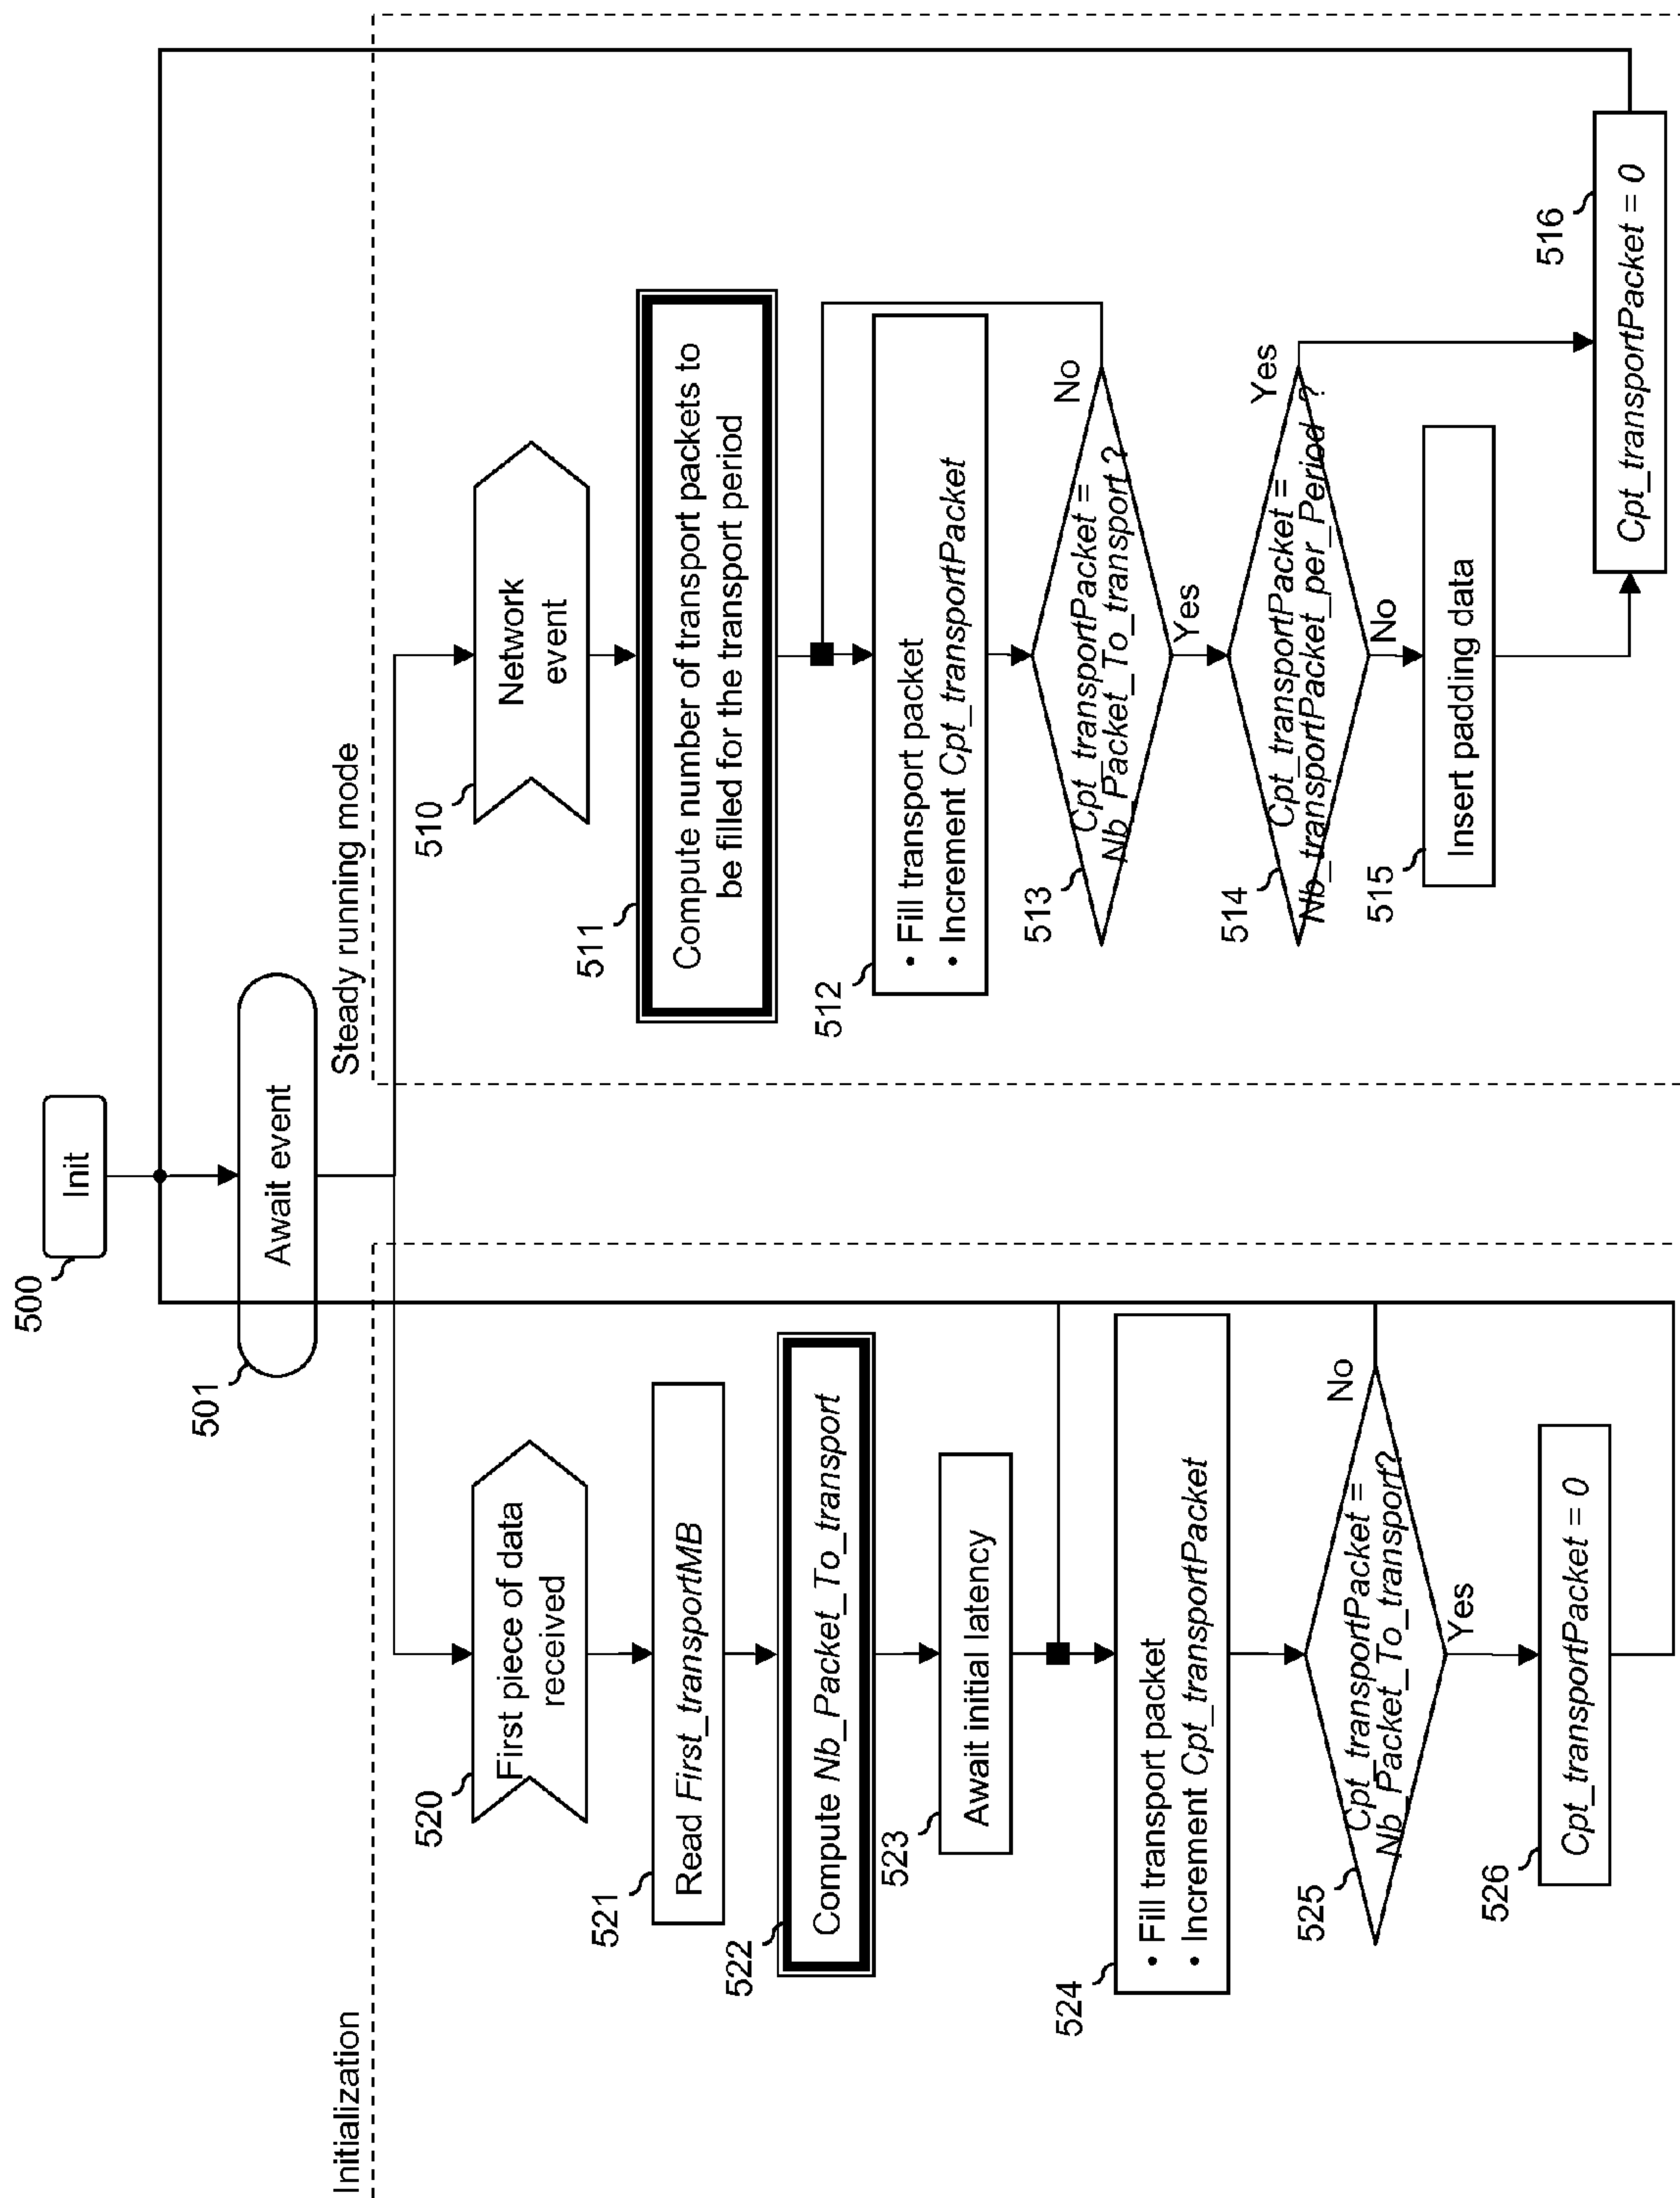 500
Init
501
Await event
Initialization
520
First piece of data
received
521
Read First_transportMB
522
Compute Nb_Packet_To_transport
523
Await initial latency
524
• Fill transport packet
• Increment Cpt_transportPacket
525
Cpt_transportPacket =
Nb_Packet_To_transport?
No
Yes
526
Cpt_transportPacket = 0
Steady running mode
510
Network
event
511
Compute number of transport packets to
be filled for the transport period
512
• Fill transport packet
• Increment Cpt_transportPacket
513
Cpt_transportPacket =
Nb_Packet_To_transport ?
No
Yes
514
Cpt_transportPacket =
Nb_transportPacket_per_Period ?
Yes
No
515
Insert padding data
516
Cpt_transportPacket = 0